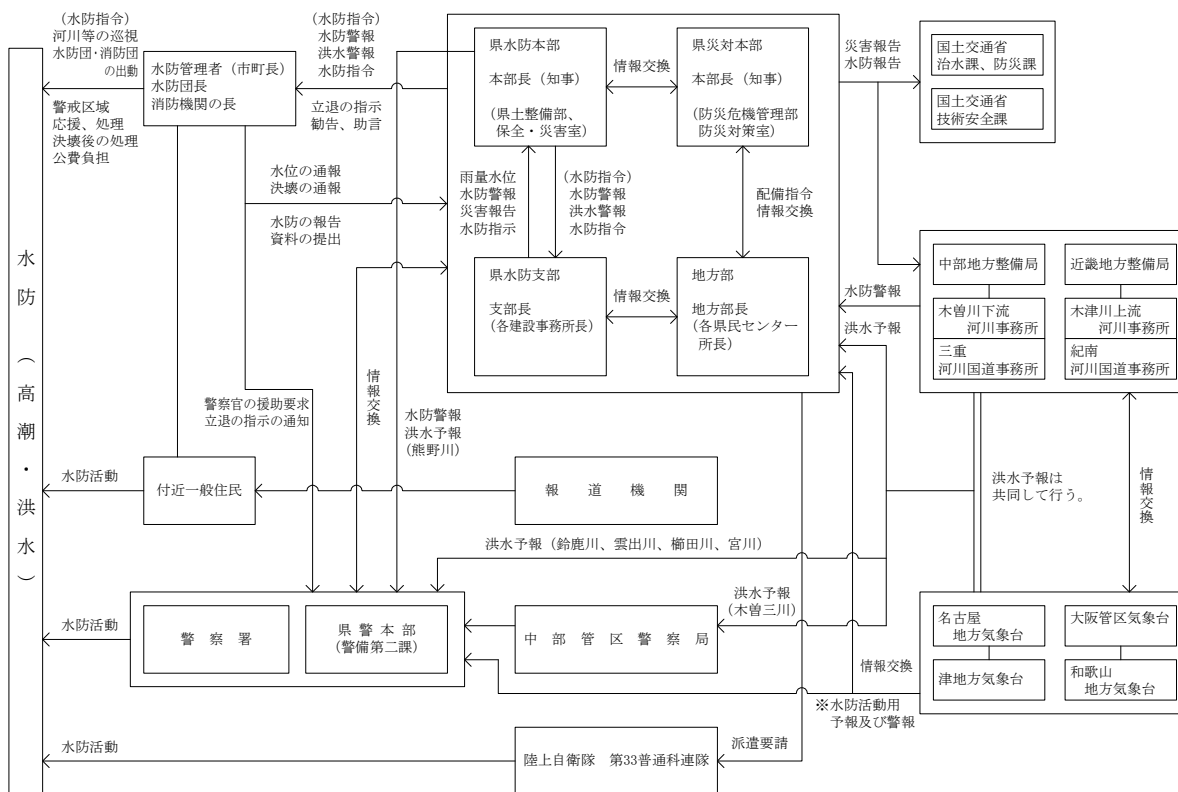 水防（高潮・洪水）
(水防指令)
河川等の巡視
水防団・消防団
の出動
警戒区域
応援、処理
決壊後の処理
公費負担
水防管理者（市町長）
水防団長
消防機関の長
(水防指令)
水防警報
洪水警報
水防指令
立退の指示
勧告、助言
水位の通報
決壊の通報
水防の報告
資料の提出
県水防本部
本部長（知事）
(県土整備部、
保全・災害室)
情報交換
県災対本部
本部長（知事）
(防災危機管理部
防災対策室)
雨量水位
水防警報
災害報告
水防指示
(水防指令)
水防警報
洪水警報
水防指令
配備指令
情報交換
県水防支部
支部長
(各建設事務所長)
情報交換
地方部
地方部長
(各県民センター
所長)
災害報告
水防報告
国土交通省
治水課、防災課
国土交通省
技術安全課
中部地方整備局
近畿地方整備局
木曽川下流
河川事務所
木津川上流
河川事務所
三重
河川国道事務所
紀南
河川国道事務所
水防警報
洪水予報
警察官の援助要求
立退の指示の通知
情報交換
水防警報
洪水予報
(熊野川)
水防活動
付近一般住民
報道機関
洪水予報は
共同して行う。
情報交換
洪水予報（鈴鹿川、雲出川、櫛田川、宮川）
洪水予報
(木曽三川)
水防活動
警察署
県警本部
(警備第二課)
中部管区警察局
名古屋
地方気象台
大阪管区気象台
津地方気象台
和歌山
地方気象台
情報交換
※水防活動用
予報及び警報
水防活動
陸上自衛隊　第33普通科連隊
派遣要請